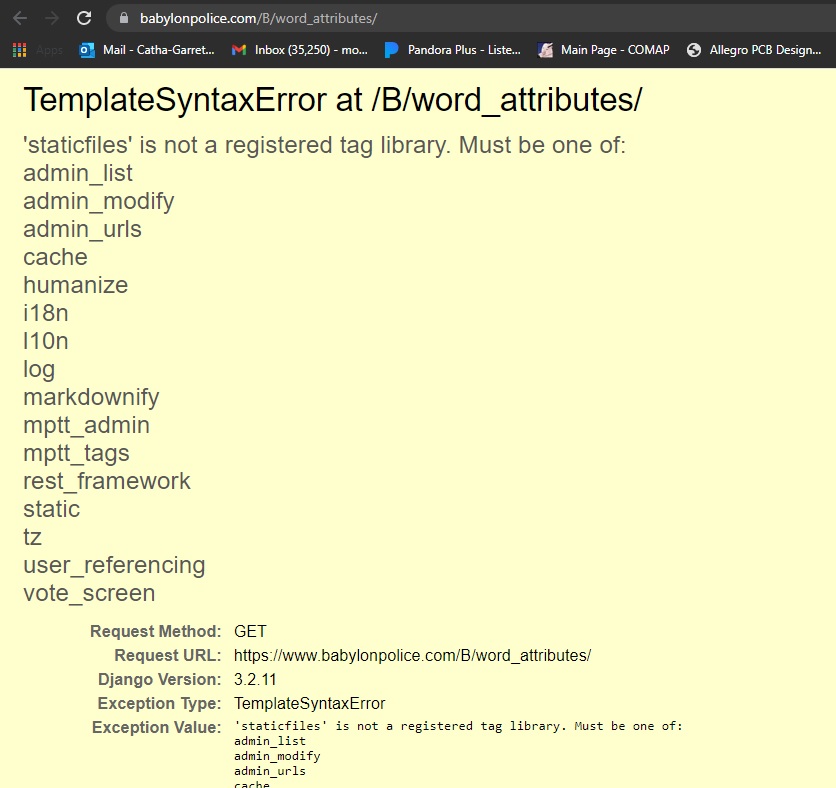 babylonpolice.com/B/word_attributes/
Apps Mail - Catha-Garret... Inbox (35,250) - mo... Pandora Plus - Liste... Main Page - COMAP Allegro PCB Design...
TemplateSyntaxError at /B/word_attributes/
'staticfiles' is not a registered tag library. Must be one of:
admin_list
admin_modify
admin_urls
cache
humanize
i18n
l10n
log
markdownify
mptt_admin
mptt_tags
rest_framework
static
tz
user_referencing
vote_screen
Request Method: GET
Request URL: https://www.babylonpolice.com/B/word_attributes/
Django Version: 3.2.11
Exception Type: TemplateSyntaxError
Exception Value: 'staticfiles' is not a registered tag library. Must be one of:
admin_list
admin_modify
admin_urls
cache